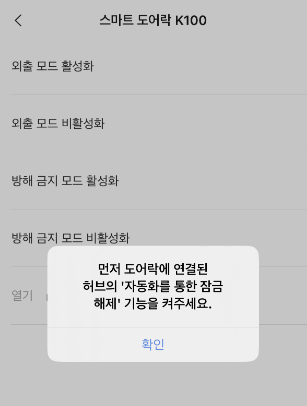 스마트 도어락 K100
외출 모드 활성화
외출 모드 비활성화
방해 금지 모드 활성화
방해 금지 모드 비활성화
먼저 도어락에 연결된
허브의 '자동화를 통한 잠금
해제' 기능을 켜주세요.
열기
확인